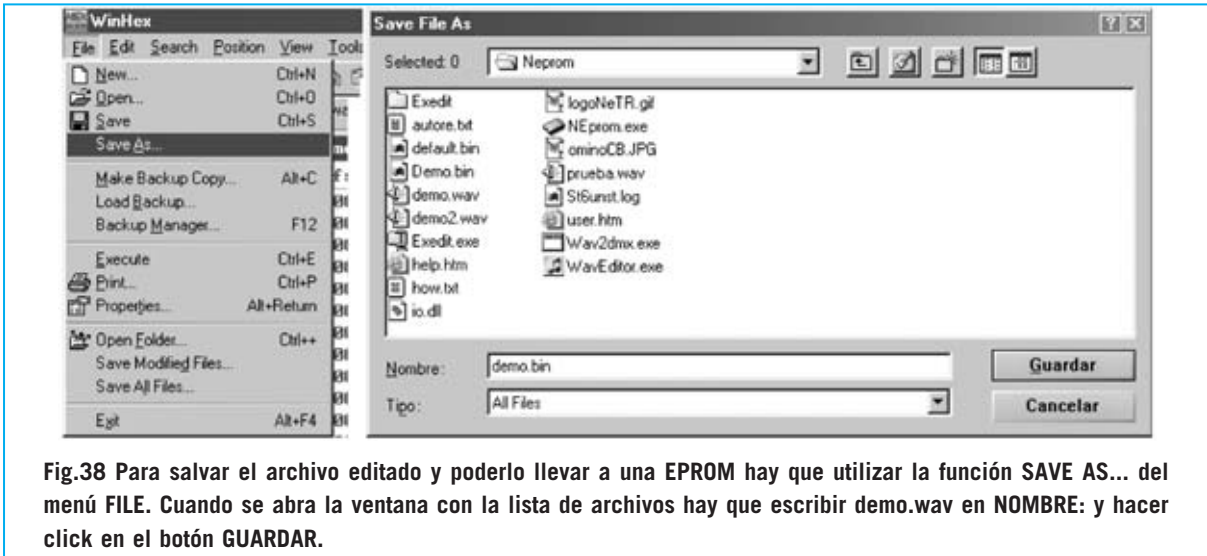 WinHex
File Edit Search Position View Tools
New... Ctrl+N
Open... Ctrl+O
Save Ctrl+S
Save As...
Make Backup Copy... Alt+C
Load Backup...
Backup Manager... F12
Execute Ctrl+E
Print... Ctrl+P
Properties... Alt+Return
Open Folder... Ctrl++
Save Modified Files...
Save All Files...
Exit Alt+F4
Save File As
Selected: 0 Neprom
Exedit logoNeTR.gif
autore.txt NEprom.exe
default.bin ominoCB.JPG
Demo.bin prueba.wav
demo.wav St6unst.log
demo2.wav user.htm
Exedit.exe Wav2dmx.exe
help.htm WavEditor.exe
how.txt
io.dll
Nombre: demo.bin Guardar
Tipo: All Files Cancelar
Fig.38 Para salvar el archivo editado y poderlo llevar a una EPROM hay que utilizar la función SAVE AS... del
menú FILE. Cuando se abra la ventana con la lista de archivos hay que escribir demo.wav en NOMBRE: y hacer
click en el botón GUARDAR.